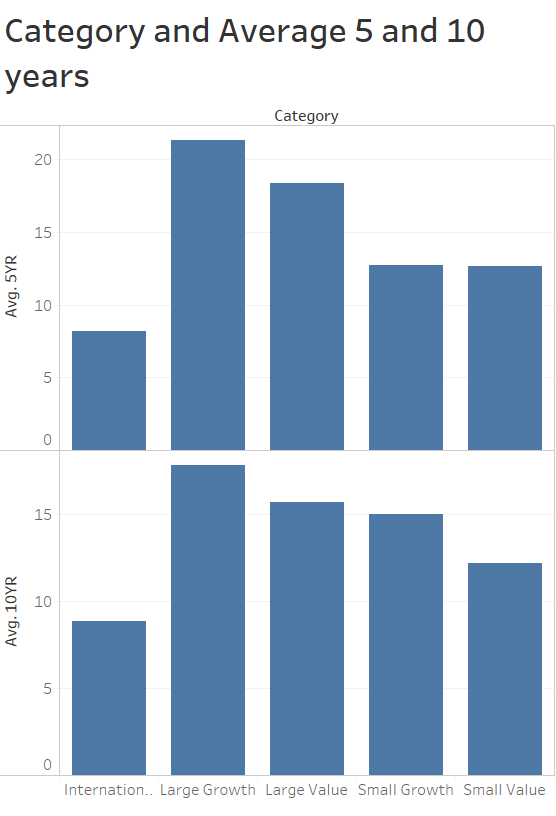 Category and Average 5 and 10
years
Category
Avg. 5YR
20
15
10
5
0
Avg. 10YR
15
10
5
0
Internation.. Large Growth Large Value Small Growth Small Value